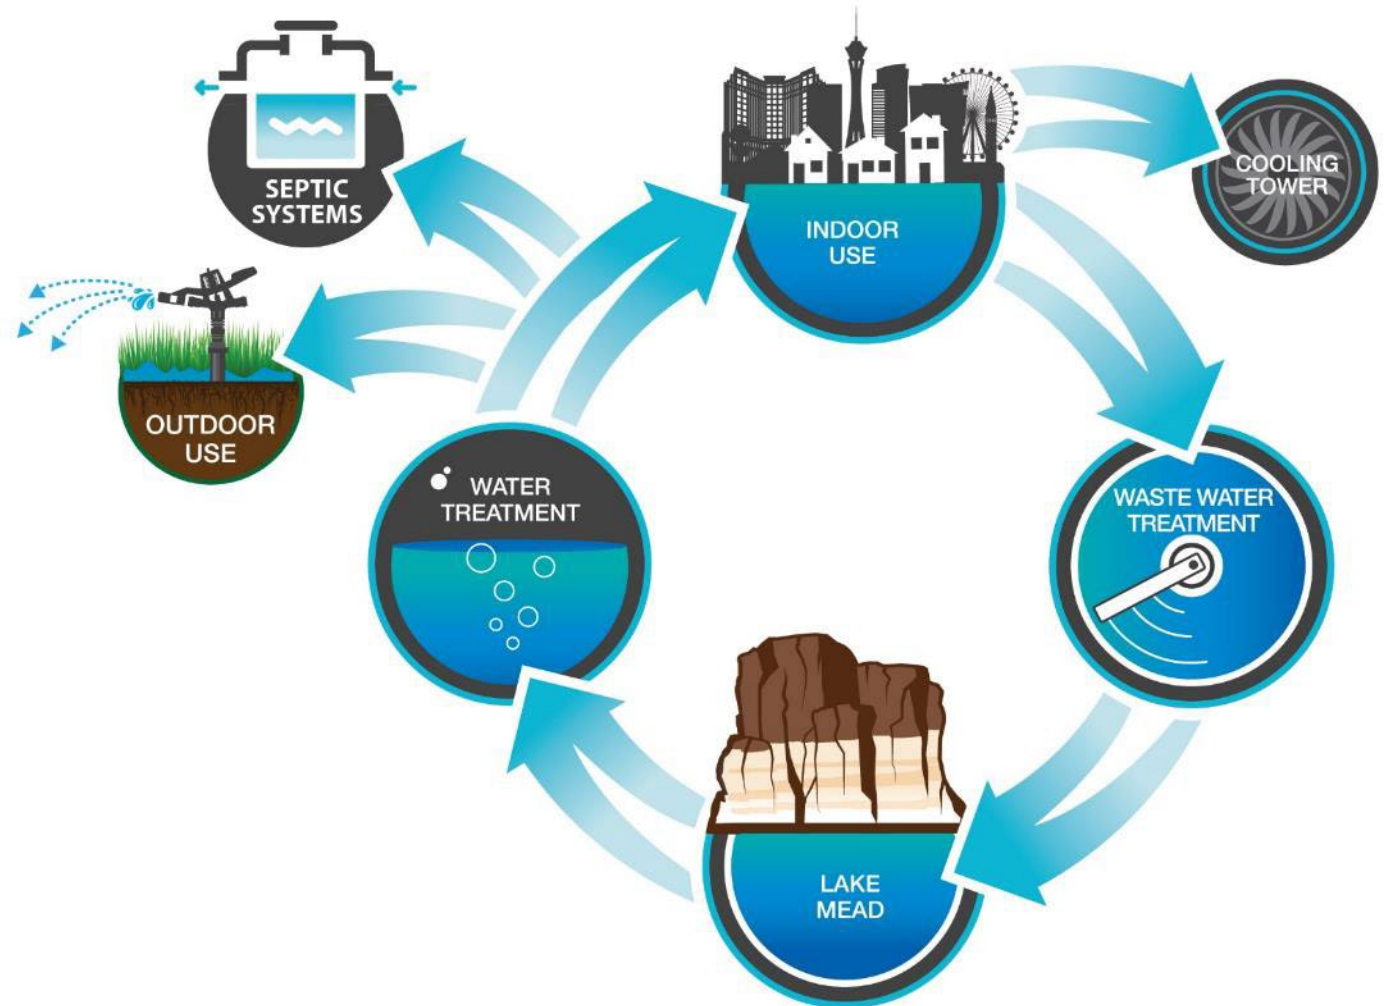 SEPTIC
SYSTEMS
INDOOR
USE
COOLING
TOWER
OUTDOOR
USE
WATER
TREATMENT
WASTE WATER
TREATMENT
LAKE
MEAD